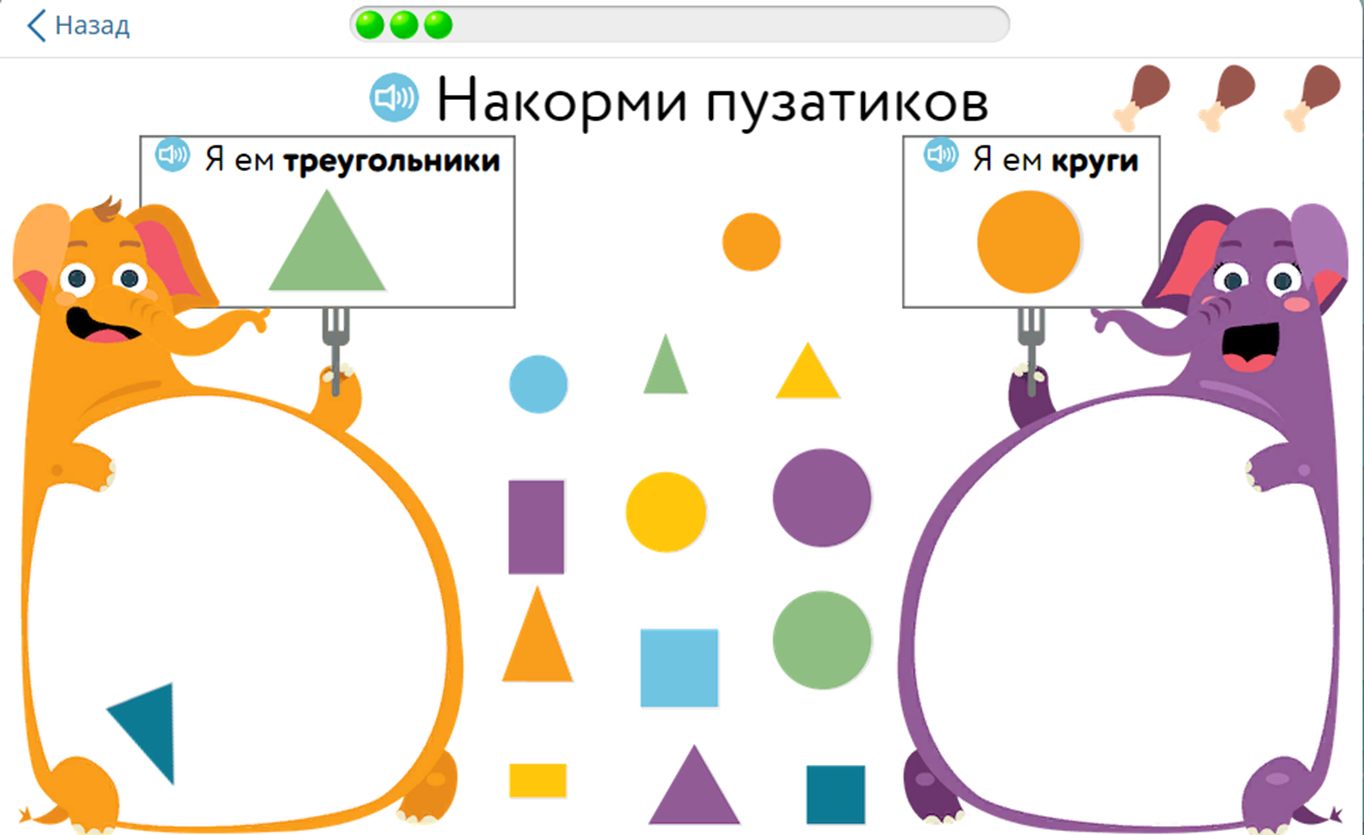 Назад
Накорми пузатиков
Я ем треугольники
Я ем круги